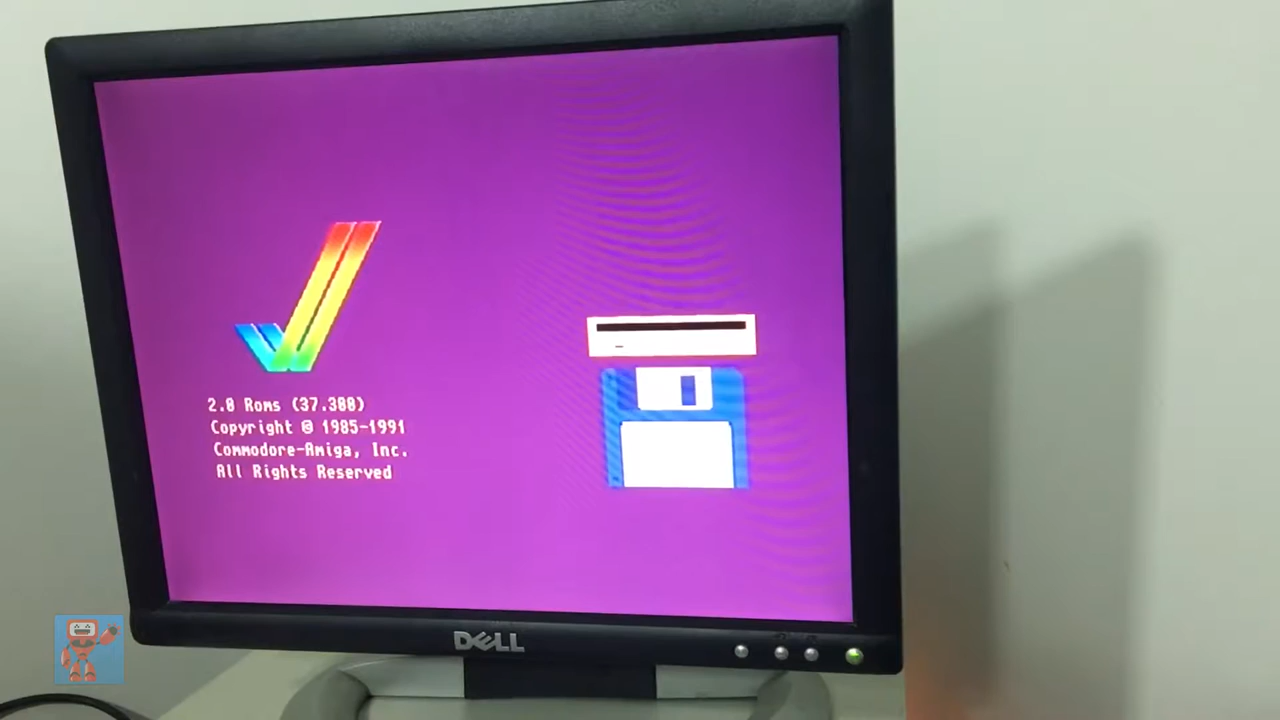 2.0 Roms (37.300)
Copyright © 1985-1991
Commodore-Amiga, Inc.
All Rights Reserved
DELL